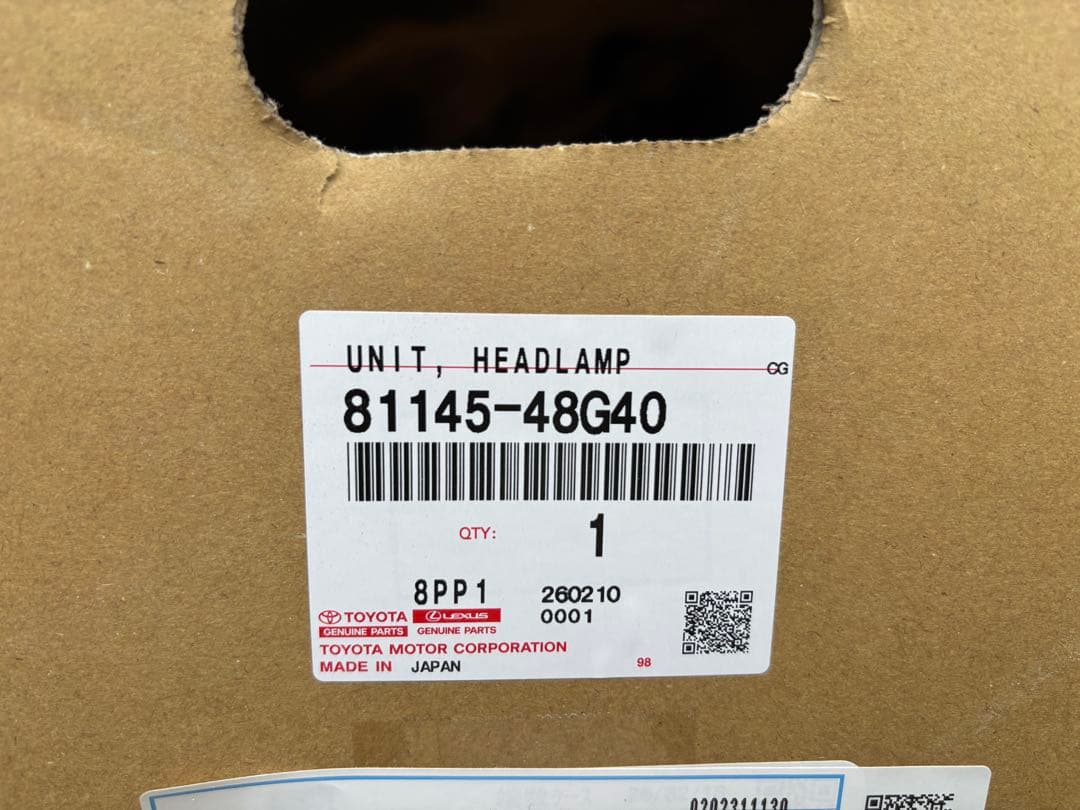 UNIT, HEADLAMP
CG
81145-48G40
QTY: 1
8PP1 260210
TOYOTA LEXUS 0001
GENUINE PARTS GENUINE PARTS
TOYOTA MOTOR CORPORATION
MADE IN JAPAN 98